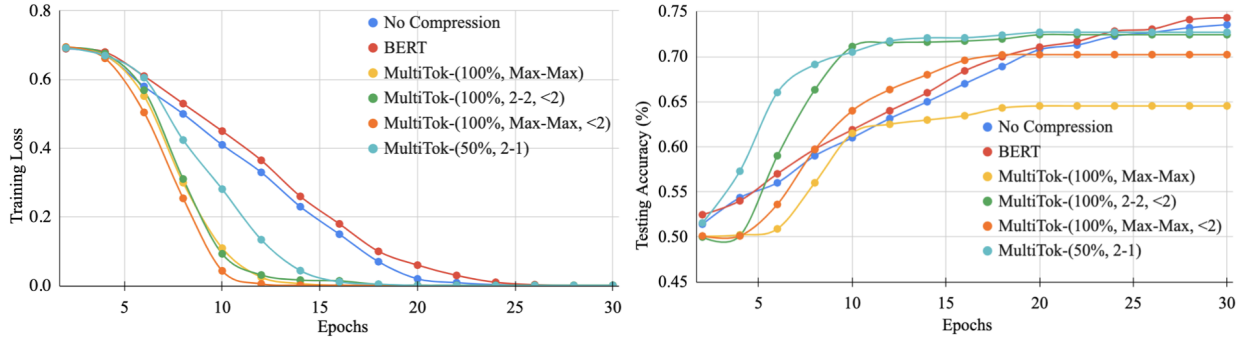 0.8
0.6
0.4
0.2
0.0
Training Loss
5
10
15
20
25
30
Epochs
No Compression
BERT
MultiTok-(100%, Max-Max)
MultiTok-(100%, 2-2, <2)
MultiTok-(100%, Max-Max, <2)
MultiTok-(50%, 2-1)
0.75
0.70
0.65
0.60
0.55
0.50
0.45
Testing Accuracy (%)
5
10
15
20
25
30
Epochs
No Compression
BERT
MultiTok-(100%, Max-Max)
MultiTok-(100%, 2-2, <2)
MultiTok-(100%, Max-Max, <2)
MultiTok-(50%, 2-1)